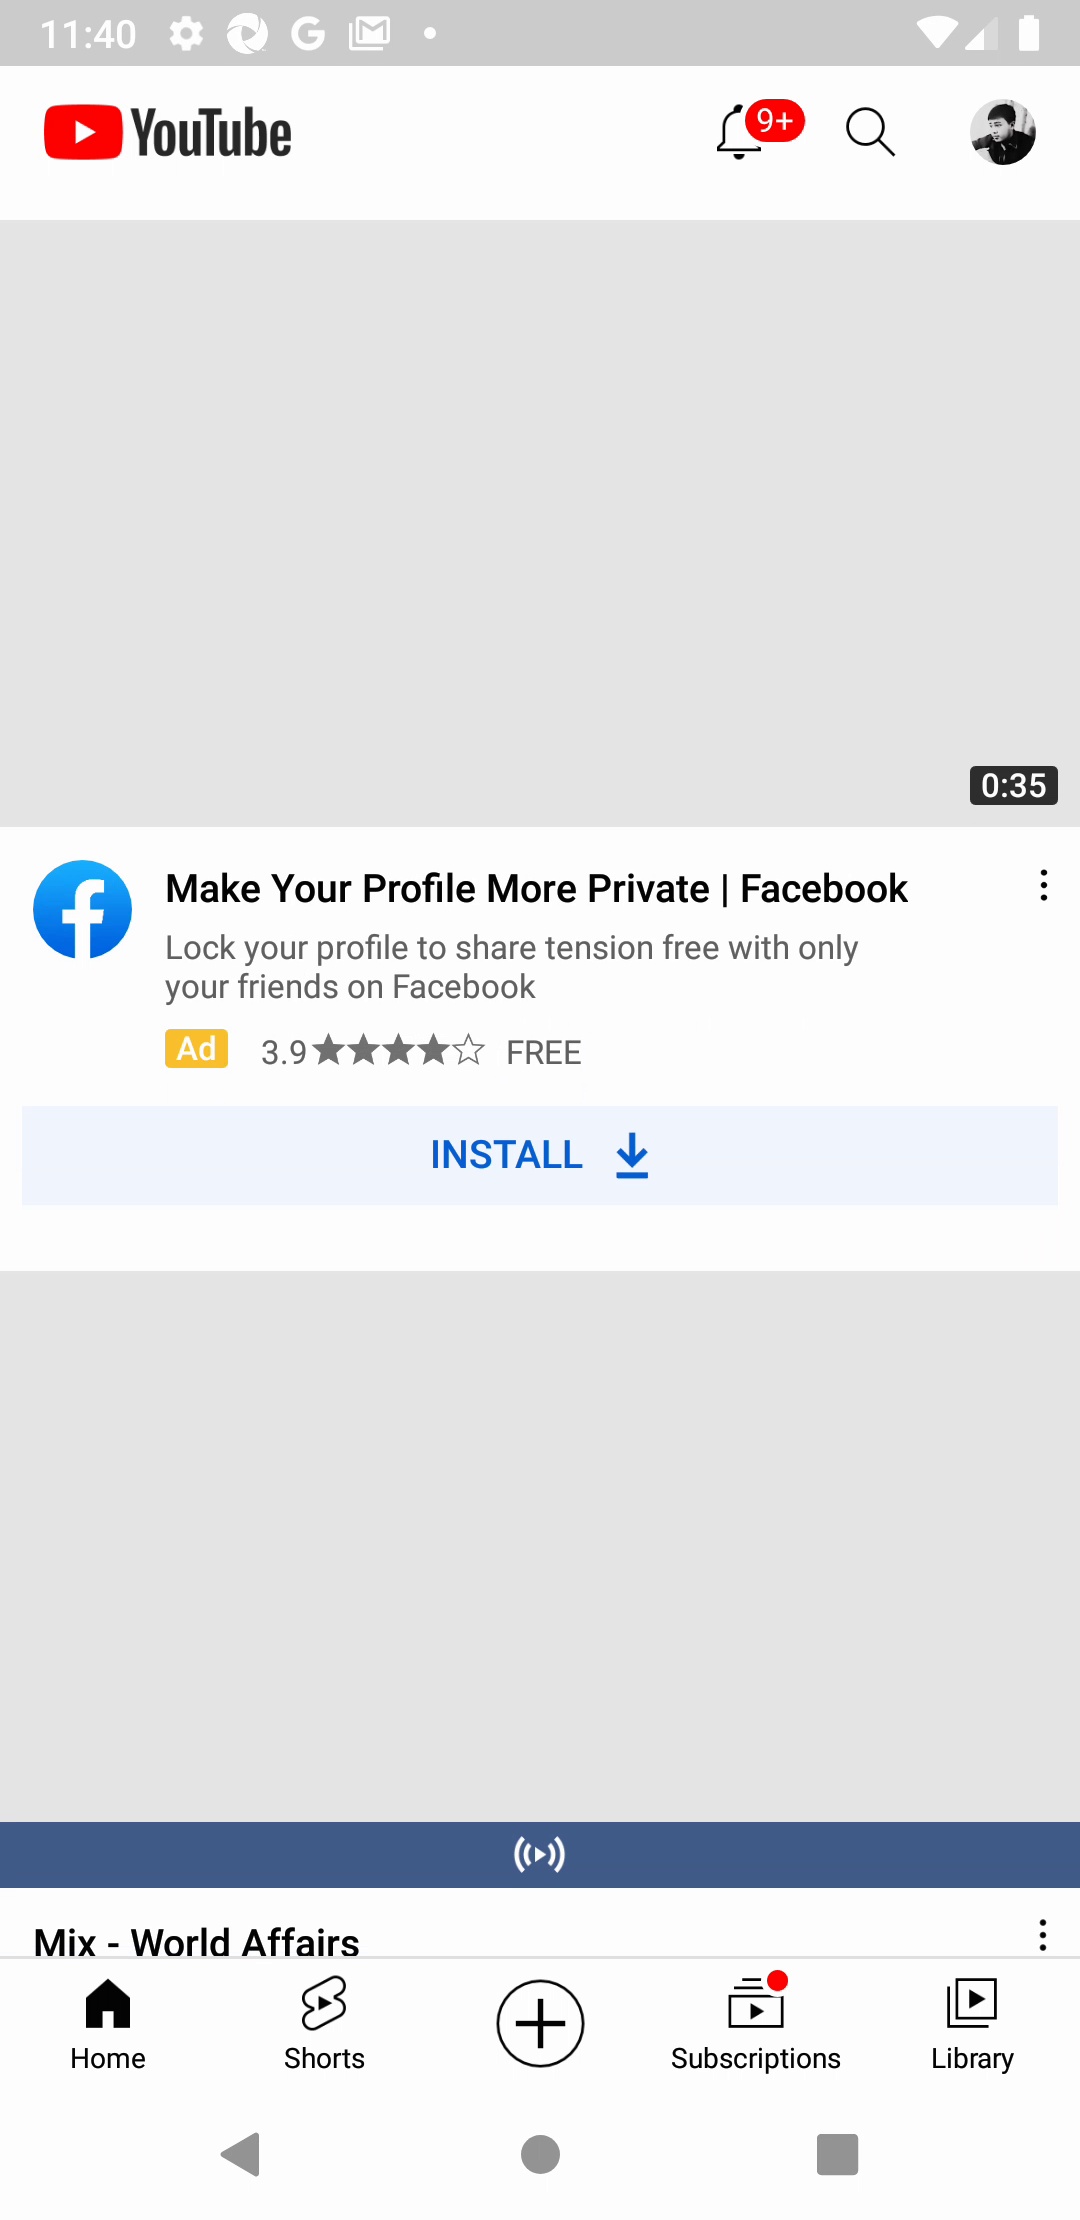 11:40
YouTube
9+
0:35
Make Your Profile More Private | Facebook
Lock your profile to share tension free with only
your friends on Facebook
Ad 3.9 FREE
INSTALL
Mix - World Affairs
Home Shorts Subscriptions Library